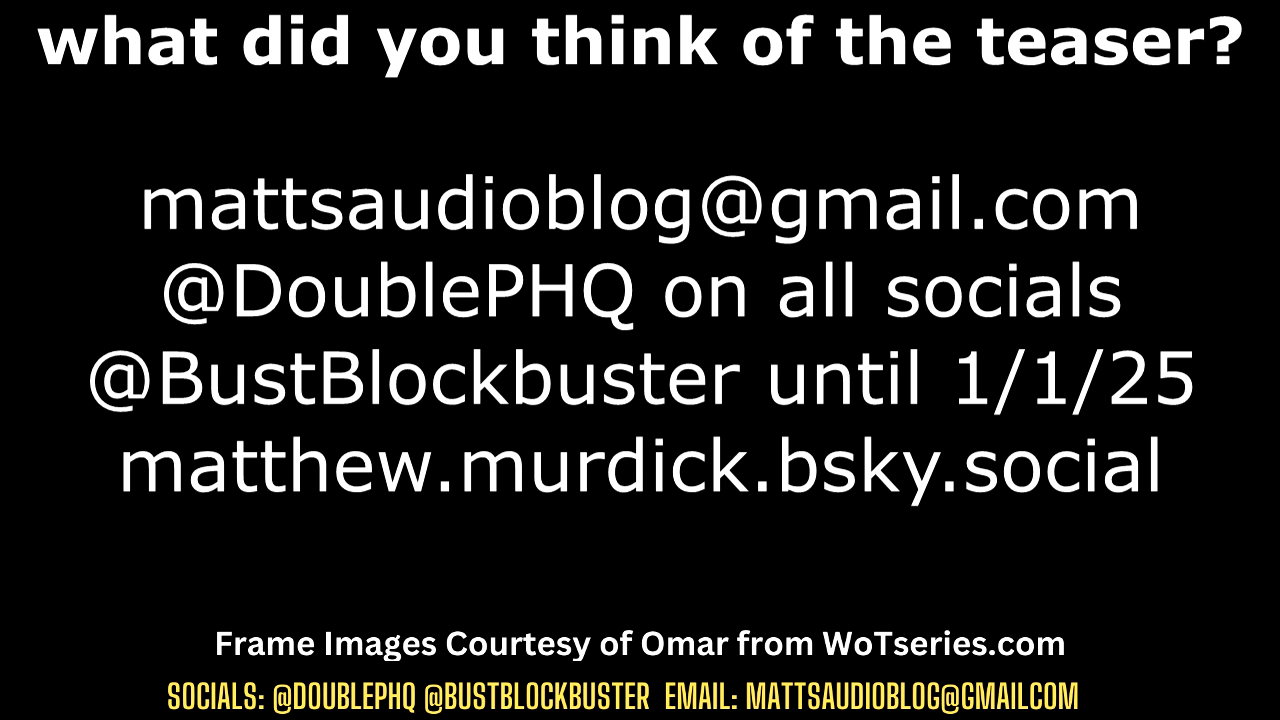 what did you think of the teaser?
mattsaudioblog@gmail.com
@DoublePHQ on all socials
@BustBlockbuster until 1/1/25
matthew.murdick.bsky.social
Frame Images Courtesy of Omar from WoTseries.com
SOCIALS: @DOUBLEPHQ @BUSTBLOCKBUSTER EMAIL: MATTSAUDIOBLOG@GMAILCOM